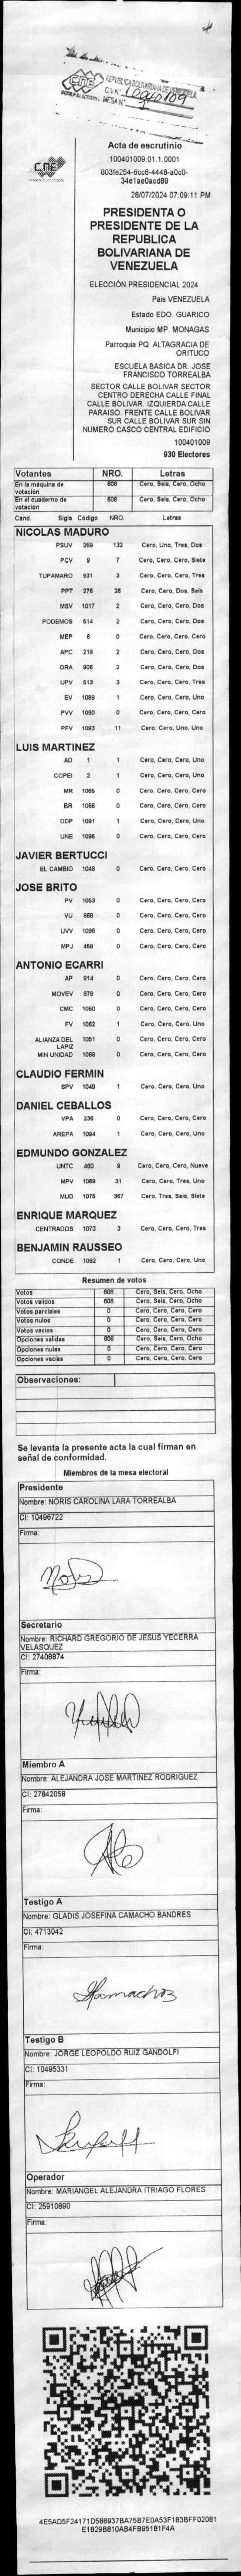 CNE
REPUBLICA BOLIVARIANA DE VENEZUELA
MESA N°
Acta de escrutinio
100401009.01.1.0001
803fe254-6cc6-4448-a0c0-
34e1ae0acd89
28/07/2024 07:09:11 PM
PRESIDENTA O
PRESIDENTE DE LA
REPUBLICA
BOLIVARIANA DE
VENEZUELA
ELECCIÓN PRESIDENCIAL 2024
Pais VENEZUELA
Estado EDO. GUARICO
Municipio MP. MONAGAS
Parroquia PQ. ALTAGRACIA DE
ORITUCO
ESCUELA BASICA DR. JOSE
FRANCISCO TORREALBA
SECTOR CALLE BOLIVAR SECTOR
CENTRO DERECHA CALLE FINAL
CALLE BOLIVAR. IZQUIERDA CALLE
PARAISO. FRENTE CALLE BOLIVAR
SUR CALLE BOLIVAR SUR SIN
NUMERO CASCO CENTRAL EDIFICIO
100401009
930 Electores
Votantes NRO. Letras
En la máquina de votación 608 Cero, Seis, Cero, Ocho
En el cuaderno de votación 608 Cero, Seis, Cero, Ocho
Cand. Sigla Código NRO. Letras
NICOLAS MADURO
PSUV 269 132 Cero, Uno, Tres, Dos
PCV 9 7 Cero, Cero, Cero, Siete
TUPAMARO 931 3 Cero, Cero, Cero, Tres
PPT 276 26 Cero, Cero, Dos, Seis
MSV 1017 2 Cero, Cero, Cero, Dos
PODEMOS 514 2 Cero, Cero, Cero, Dos
MEP 6 0 Cero, Cero, Cero, Cero
APC 219 2 Cero, Cero, Cero, Dos
ORA 906 2 Cero, Cero, Cero, Dos
UPV 513 3 Cero, Cero, Cero, Tres
EV 1089 1 Cero, Cero, Cero, Uno
PVV 1090 0 Cero, Cero, Cero, Cero
PFV 1093 11 Cero, Cero, Uno, Uno
LUIS MARTINEZ
AD 1 1 Cero, Cero, Cero, Uno
COPEI 2 1 Cero, Cero, Cero, Uno
MR 1066 0 Cero, Cero, Cero, Cero
BR 1068 0 Cero, Cero, Cero, Cero
DDP 1091 1 Cero, Cero, Cero, Uno
UNE 1095 0 Cero, Cero, Cero, Cero
JAVIER BERTUCCI
EL CAMBIO 1048 0 Cero, Cero, Cero, Cero
JOSE BRITO
PV 1053 0 Cero, Cero, Cero, Cero
VU 868 0 Cero, Cero, Cero, Cero
UVV 1096 0 Cero, Cero, Cero, Cero
MPJ 468 0 Cero, Cero, Cero, Cero
ANTONIO ECARRI
AP 914 0 Cero, Cero, Cero, Cero
MOVEV 878 0 Cero, Cero, Cero, Cero
CMC 1050 0 Cero, Cero, Cero, Cero
FV 1052 1 Cero, Cero, Cero, Uno
ALIANZA DEL LAPIZ 1051 0 Cero, Cero, Cero, Cero
MIN UNIDAD 1068 0 Cero, Cero, Cero, Cero
CLAUDIO FERMIN
SPV 1049 1 Cero, Cero, Cero, Uno
DANIEL CEBALLOS
VPA 236 0 Cero, Cero, Cero, Cero
AREPA 1094 1 Cero, Cero, Cero, Uno
EDMUNDO GONZALEZ
UNTC 460 9 Cero, Cero, Cero, Nueve
MPV 1069 31 Cero, Cero, Tres, Uno
MUD 1075 367 Cero, Tres, Seis, Siete
ENRIQUE MARQUEZ
CENTRADOS 1073 3 Cero, Cero, Cero, Tres
BENJAMIN RAUSSEO
CONDE 1092 1 Cero, Cero, Cero, Uno
Resumen de votos
Votos 608 Cero, Seis, Cero, Ocho
Votos validos 608 Cero, Seis, Cero, Ocho
Votos parciales 0 Cero, Cero, Cero, Cero
Votos nulos 0 Cero, Cero, Cero, Cero
Votos vacios 0 Cero, Cero, Cero, Cero
Opciones validas 608 Cero, Seis, Cero, Ocho
Opciones nulas 0 Cero, Cero, Cero, Cero
Opciones vacias 0 Cero, Cero, Cero, Cero
Observaciones:
Se levanta la presente acta la cual firman en
señal de conformidad.
Miembros de la mesa electoral
Presidente
Nombre: NORIS CAROLINA LARA TORREALBA
CI: 10496722
Firma:
Secretario
Nombre: RICHARD GREGORIO DE JESUS YECERRA
VELASQUEZ
CI: 27408874
Firma:
Miembro A
Nombre: ALEJANDRA JOSE MARTINEZ RODRIGUEZ
CI: 27842058
Firma:
Testigo A
Nombre: GLADIS JOSEFINA CAMACHO BANDRES
CI: 4713042
Firma:
Testigo B
Nombre: JORGE LEOPOLDO RUIZ GANDOLFI
CI: 10495331
Firma:
Operador
Nombre: MARIANGEL ALEJANDRA ITRIAGO FLORES
CI: 25910890
Firma:
4E5AD5F24171D586937BA75B7E0A53F183BFF02081
E1829B810AB4FB95181F4A